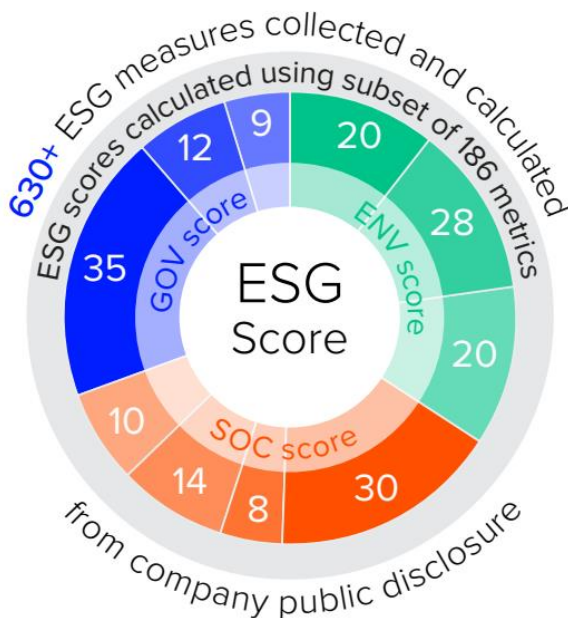 630+ ESG measures collected and calculated
ESG scores calculated using subset of 186 metrics
20
28
20
ENV score
30
8
14
10
SOC score
35
12
9
GOV score
ESG
Score
from company public disclosure